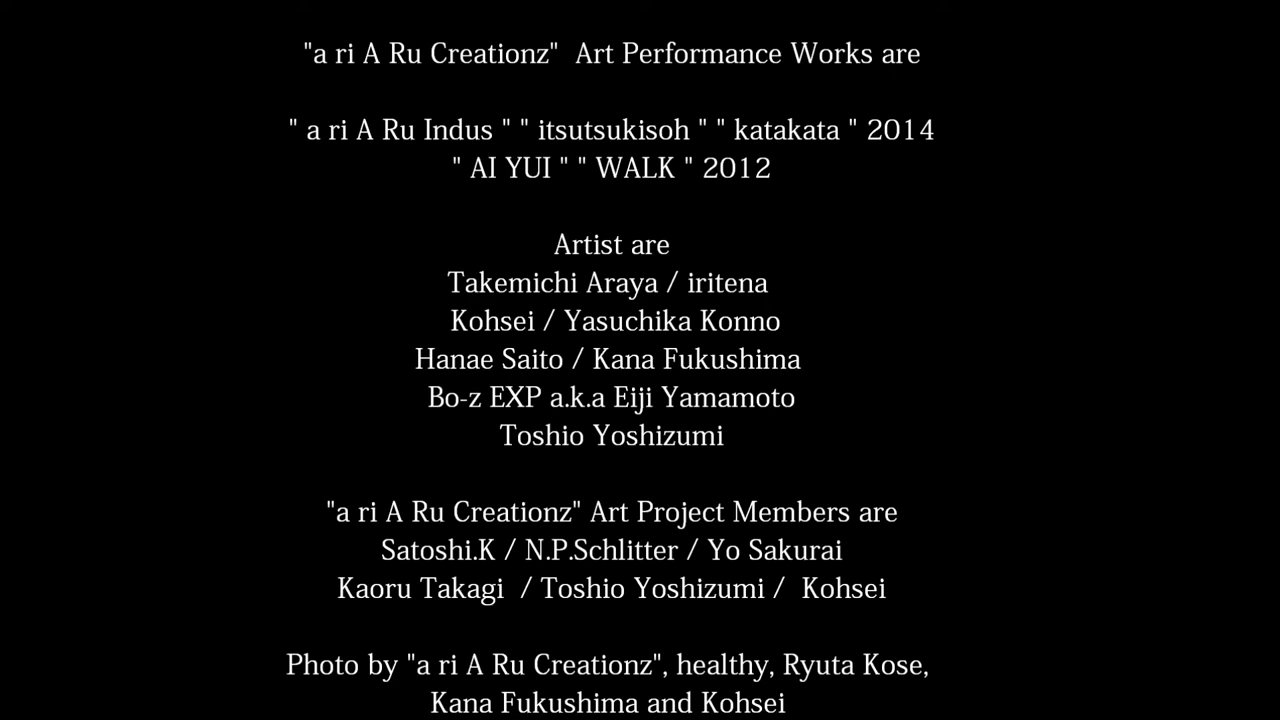 "a ri A Ru Creationz"  Art Performance Works are
" a ri A Ru Indus " " itsutsukisoh " " katakata " 2014
" AI YUI " " WALK " 2012
Artist are
Takemichi Araya / iritena
Kohsei / Yasuchika Konno
Hanae Saito / Kana Fukushima
Bo-z EXP a.k.a Eiji Yamamoto
Toshio Yoshizumi
"a ri A Ru Creationz" Art Project Members are
Satoshi.K / N.P.Schlitter / Yo Sakurai
Kaoru Takagi  / Toshio Yoshizumi /  Kohsei
Photo by "a ri A Ru Creationz", healthy, Ryuta Kose,
Kana Fukushima and Kohsei